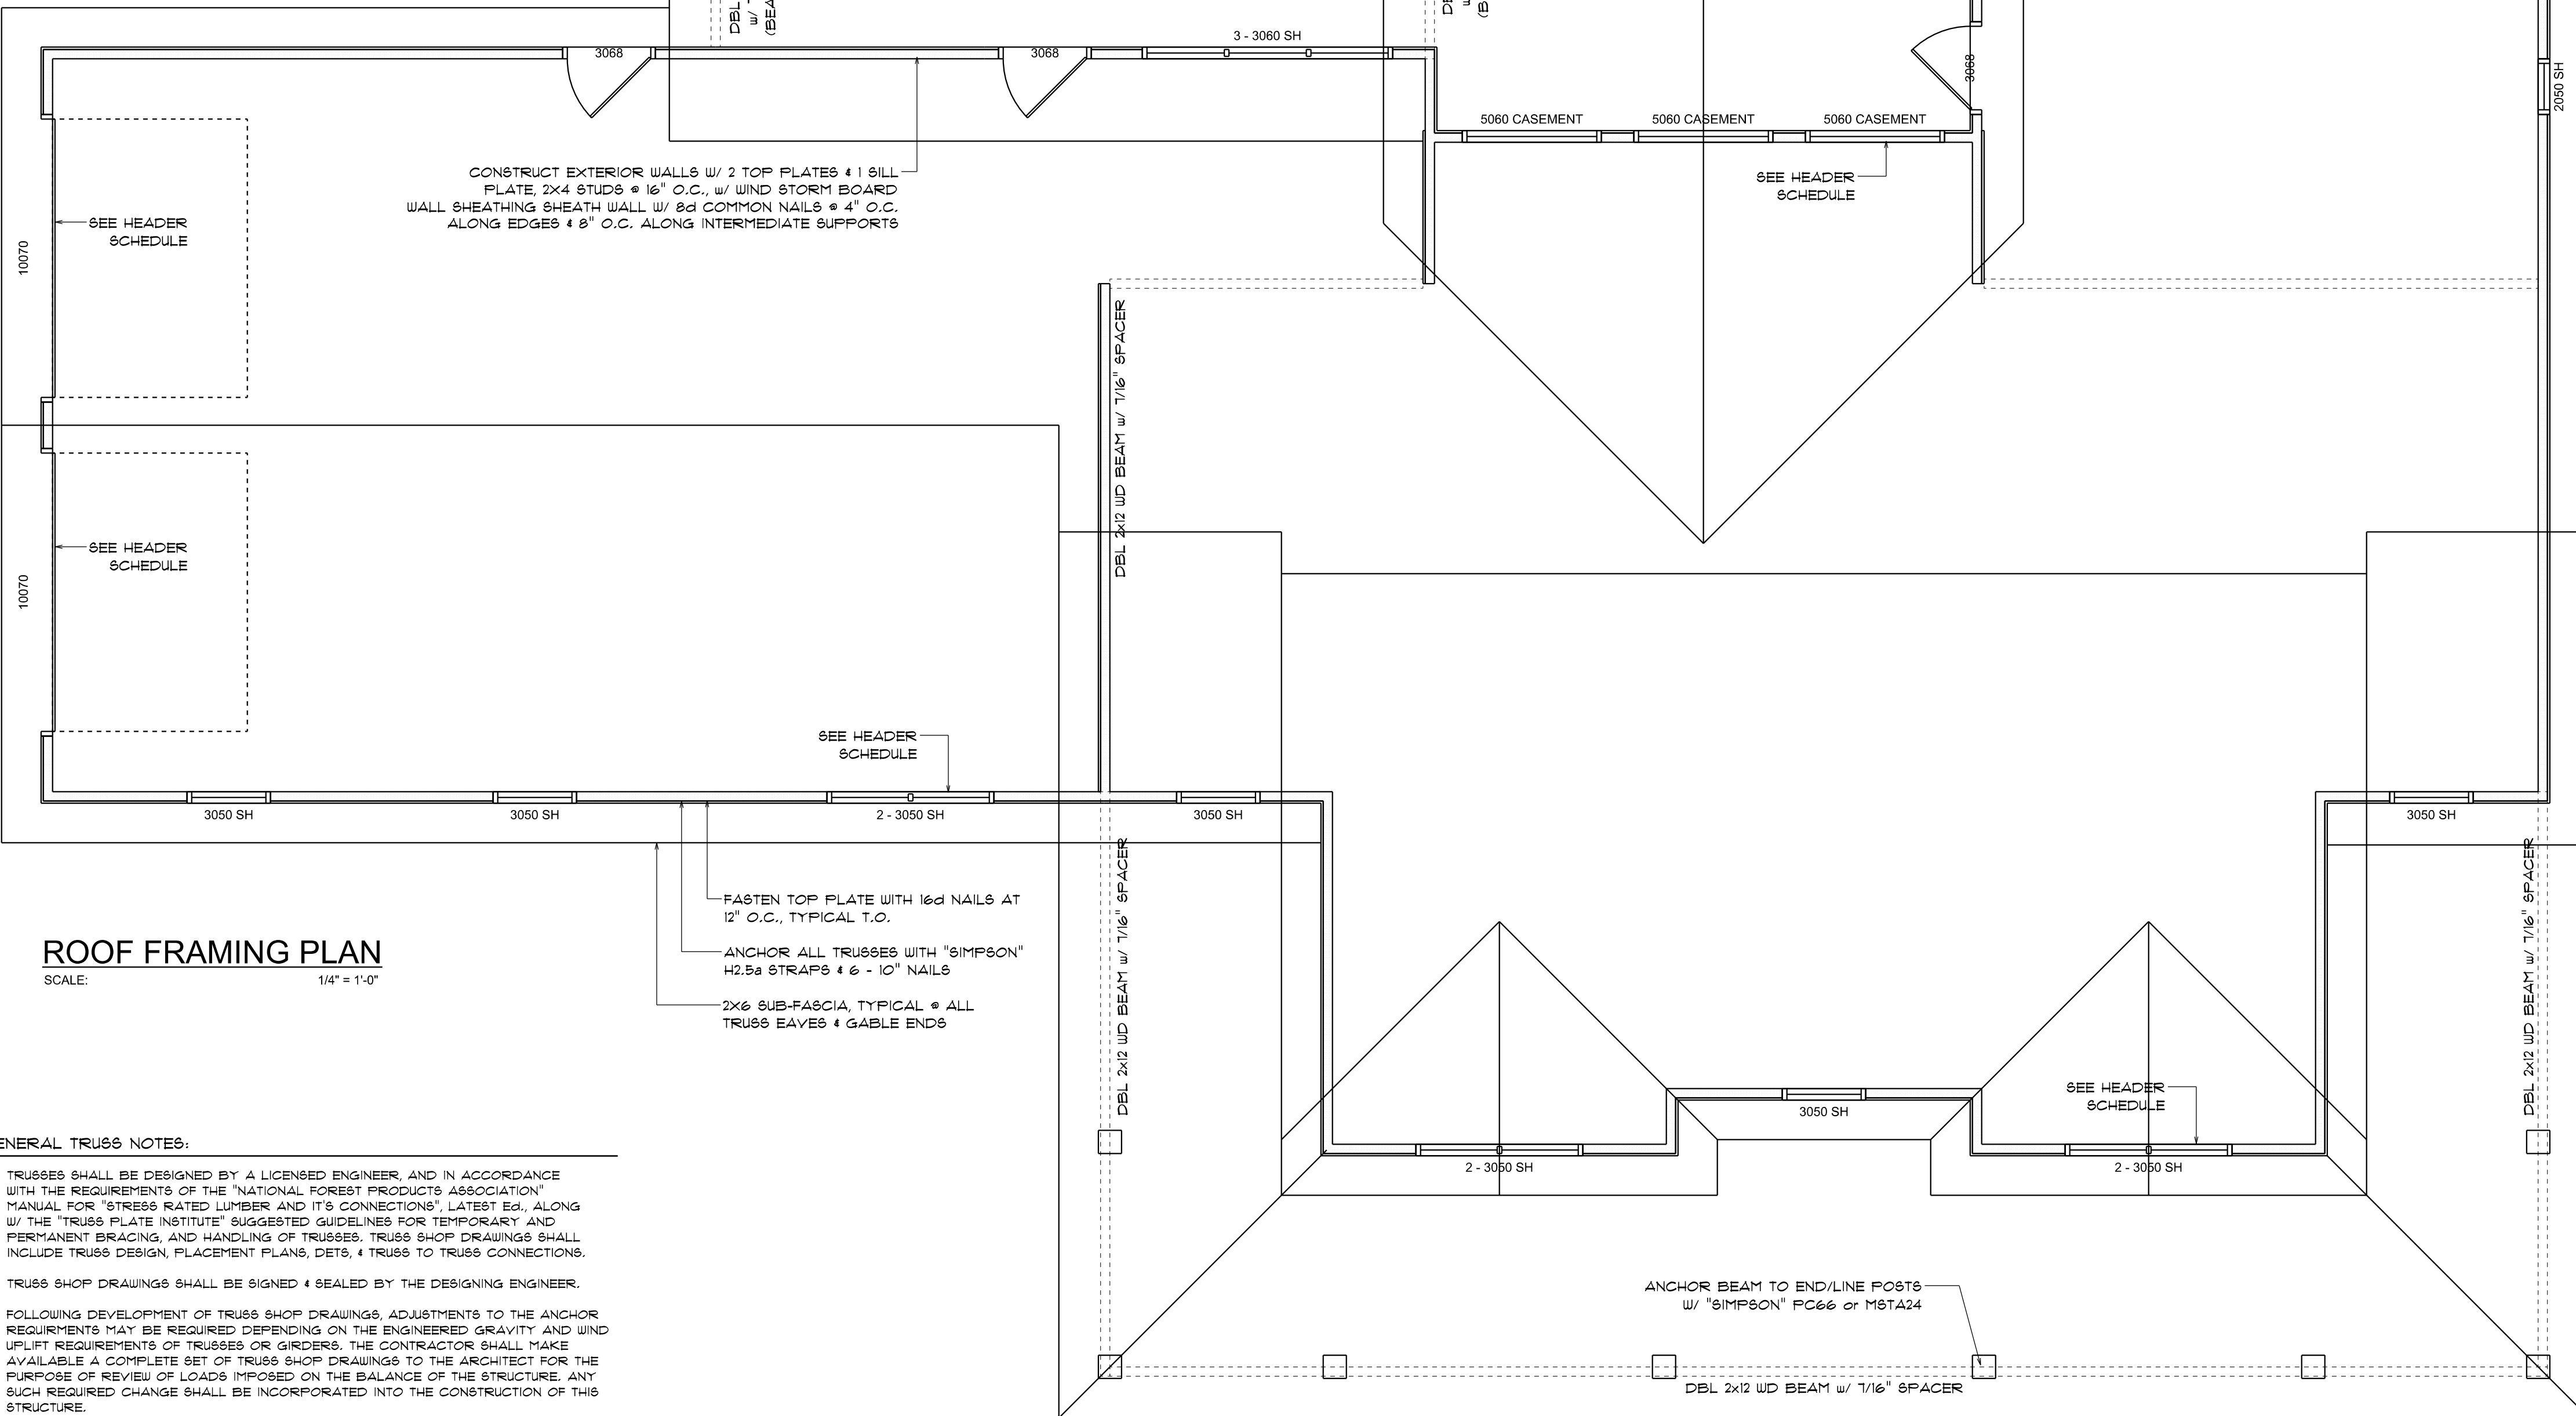 DBL
w/
(BEA
(B
3 - 3060 SH
3068
3068
3068
2050 SH
5060 CASEMENT
5060 CASEMENT
5060 CASEMENT
CONSTRUCT EXTERIOR WALLS W/ 2 TOP PLATES & 1 SILL
PLATE, 2X4 STUDS @ 16" O.C., w/ WIND STORM BOARD
WALL SHEATHING SHEATH WALL W/ 8d COMMON NAILS @ 4" O.C.
ALONG EDGES & 8" O.C. ALONG INTERMEDIATE SUPPORTS
SEE HEADER
SCHEDULE
SEE HEADER
SCHEDULE
10070
DBL 2x12 WD BEAM w/ 7/16" SPACER
SEE HEADER
SCHEDULE
10070
SEE HEADER
SCHEDULE
3050 SH
3050 SH
2 - 3050 SH
3050 SH
3050 SH
DBL 2x12 WD BEAM w/ 7/16" SPACER
DBL 2x12 WD BEAM w/ 7/16" SPACER
FASTEN TOP PLATE WITH 16d NAILS AT
12" O.C., TYPICAL T.O.
ANCHOR ALL TRUSSES WITH "SIMPSON"
H2.5a STRAPS & 6 - 10" NAILS
2X6 SUB-FASCIA, TYPICAL @ ALL
TRUSS EAVES & GABLE ENDS
ROOF FRAMING PLAN
SCALE: 1/4" = 1'-0"
SEE HEADER
SCHEDULE
3050 SH
2 - 3050 SH
2 - 3050 SH
ENERAL TRUSS NOTES:
TRUSSES SHALL BE DESIGNED BY A LICENSED ENGINEER, AND IN ACCORDANCE
WITH THE REQUIREMENTS OF THE "NATIONAL FOREST PRODUCTS ASSOCIATION"
MANUAL FOR "STRESS RATED LUMBER AND IT'S CONNECTIONS", LATEST Ed., ALONG
W/ THE "TRUSS PLATE INSTITUTE" SUGGESTED GUIDELINES FOR TEMPORARY AND
PERMANENT BRACING, AND HANDLING OF TRUSSES. TRUSS SHOP DRAWINGS SHALL
INCLUDE TRUSS DESIGN, PLACEMENT PLANS, DETS, & TRUSS TO TRUSS CONNECTIONS.
TRUSS SHOP DRAWINGS SHALL BE SIGNED & SEALED BY THE DESIGNING ENGINEER.
FOLLOWING DEVELOPMENT OF TRUSS SHOP DRAWINGS, ADJUSTMENTS TO THE ANCHOR
REQUIRMENTS MAY BE REQUIRED DEPENDING ON THE ENGINEERED GRAVITY AND WIND
UPLIFT REQUIREMENTS OF TRUSSES OR GIRDERS. THE CONTRACTOR SHALL MAKE
AVAILABLE A COMPLETE SET OF TRUSS SHOP DRAWINGS TO THE ARCHITECT FOR THE
PURPOSE OF REVIEW OF LOADS IMPOSED ON THE BALANCE OF THE STRUCTURE. ANY
SUCH REQUIRED CHANGE SHALL BE INCORPORATED INTO THE CONSTRUCTION OF THIS
STRUCTURE.
ANCHOR BEAM TO END/LINE POSTS
W/ "SIMPSON" PC66 or MSTA24
DBL 2x12 WD BEAM w/ 7/16" SPACER